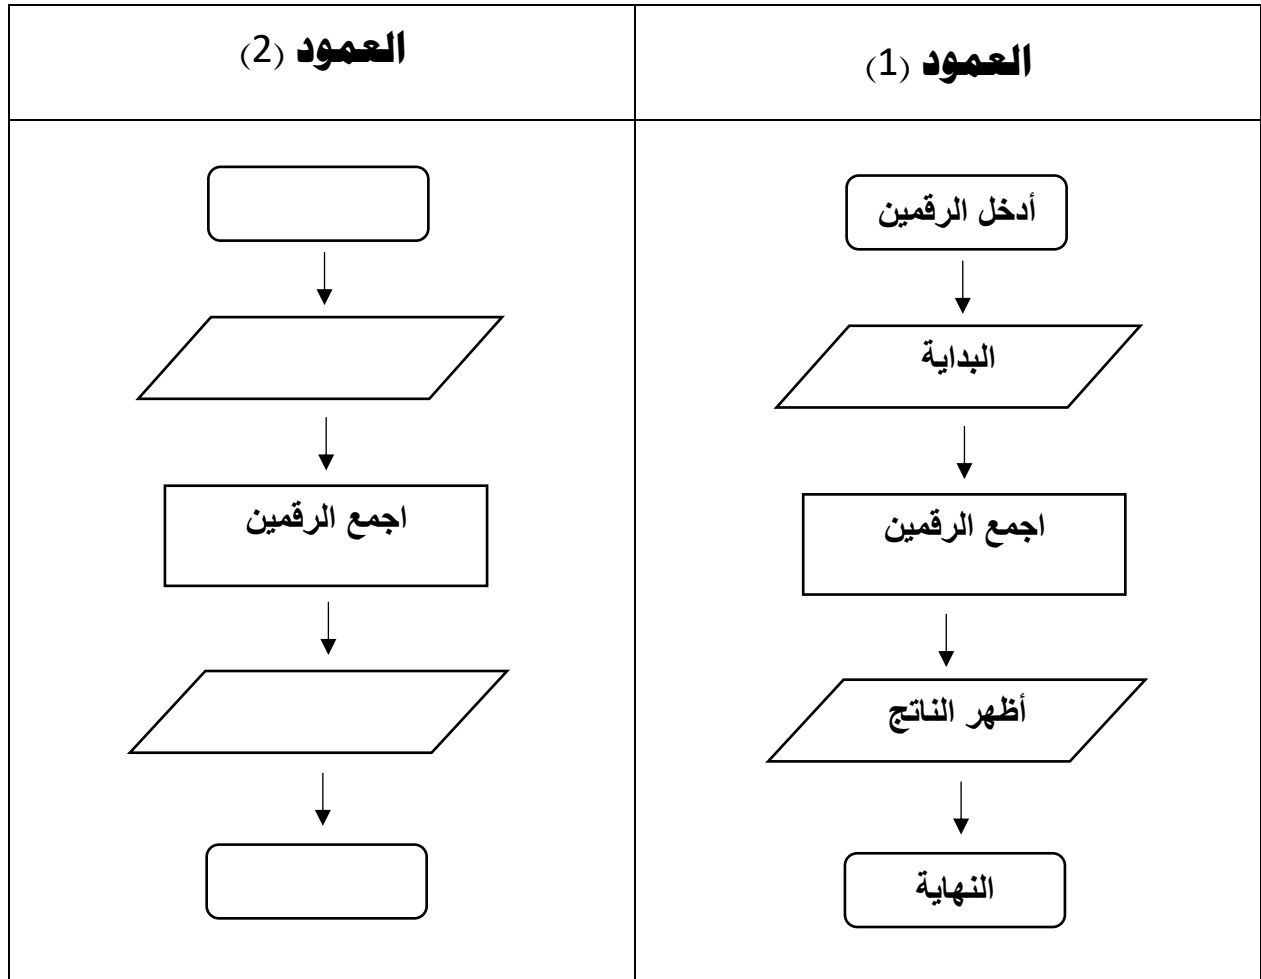 العمود (1)
أدخل الرقمين
البداية
اجمع الرقمين
أظهر الناتج
النهاية
العمود (2)
اجمع الرقمين